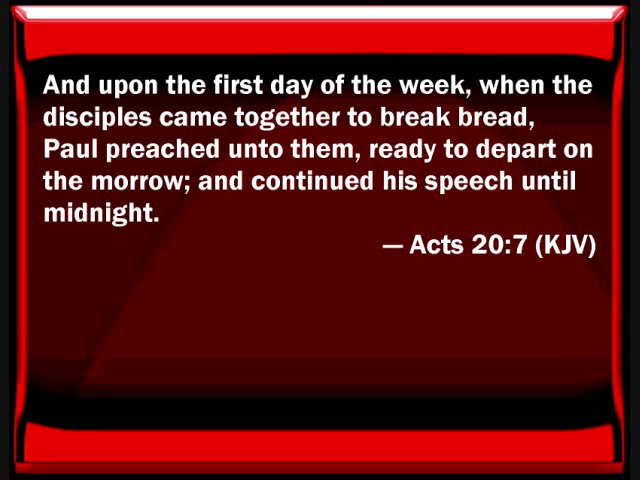 And upon the first day of the week, when the
disciples came together to break bread,
Paul preached unto them, ready to depart on
the morrow; and continued his speech until
midnight.
— Acts 20:7 (KJV)